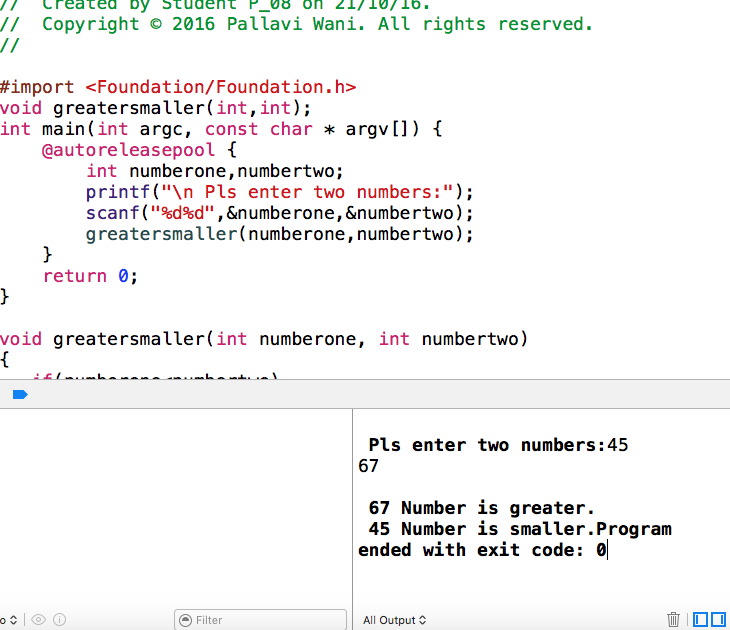 //  Created by Student P_08 on 21/10/16.
//  Copyright © 2016 Pallavi Wani. All rights reserved.
//
#import <Foundation/Foundation.h>
void greatersmaller(int,int);
int main(int argc, const char * argv[]) {
    @autoreleasepool {
        int numberone,numbertwo;
        printf("\n Pls enter two numbers:");
        scanf("%d%d",&numberone,&numbertwo);
        greatersmaller(numberone,numbertwo);
    }
    return 0;
}
void greatersmaller(int numberone, int numbertwo)
{
   if(numberone<numbertwo)
 Pls enter two numbers:45
67
 67 Number is greater.
 45 Number is smaller.Program
ended with exit code: 0
o
Filter
All Output